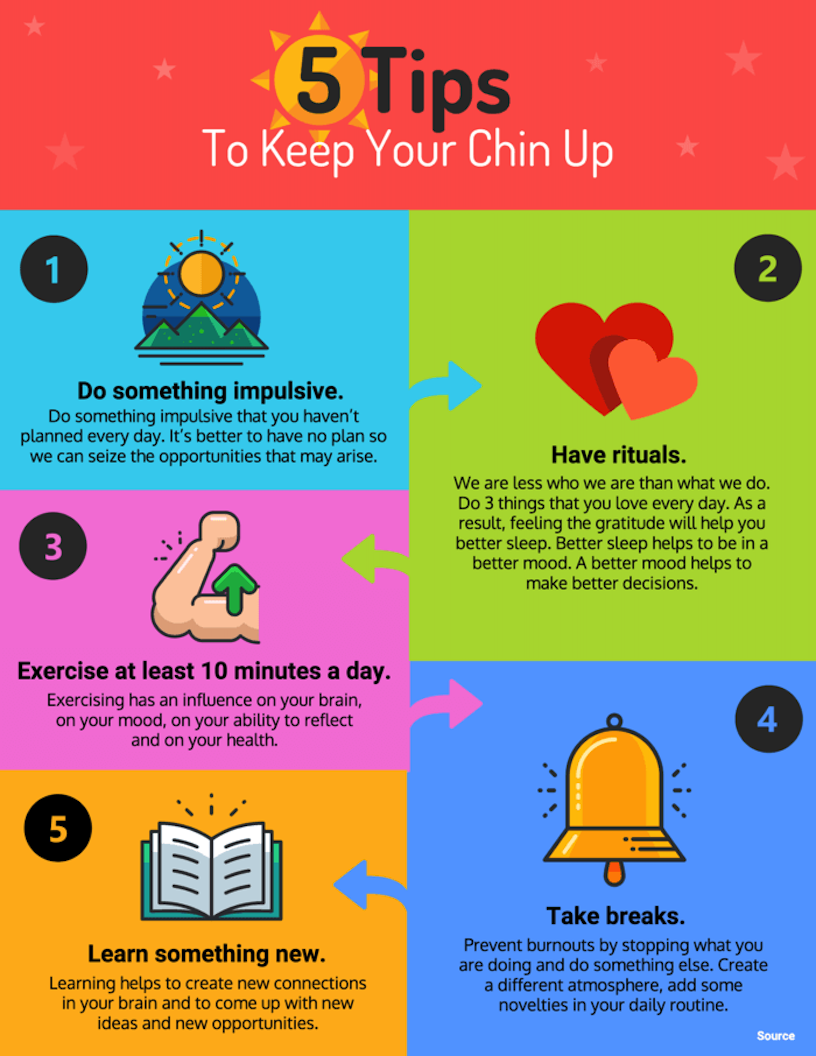 5 Tips
To Keep Your Chin Up
1
Do something impulsive.
Do something impulsive that you haven't
planned every day. It's better to have no plan so
we can seize the opportunities that may arise.
2
Have rituals.
We are less who we are than what we do.
Do 3 things that you love every day. As a
result, feeling the gratitude will help you
better sleep. Better sleep helps to be in a
better mood. A better mood helps to
make better decisions.
3
Exercise at least 10 minutes a day.
Exercising has an influence on your brain,
on your mood, on your ability to reflect
and on your health.
4
Take breaks.
Prevent burnouts by stopping what you
are doing and do something else. Create
a different atmosphere, add some
novelties in your daily routine.
5
Learn something new.
Learning helps to create new connections
in your brain and to come up with new
ideas and new opportunities.
Source